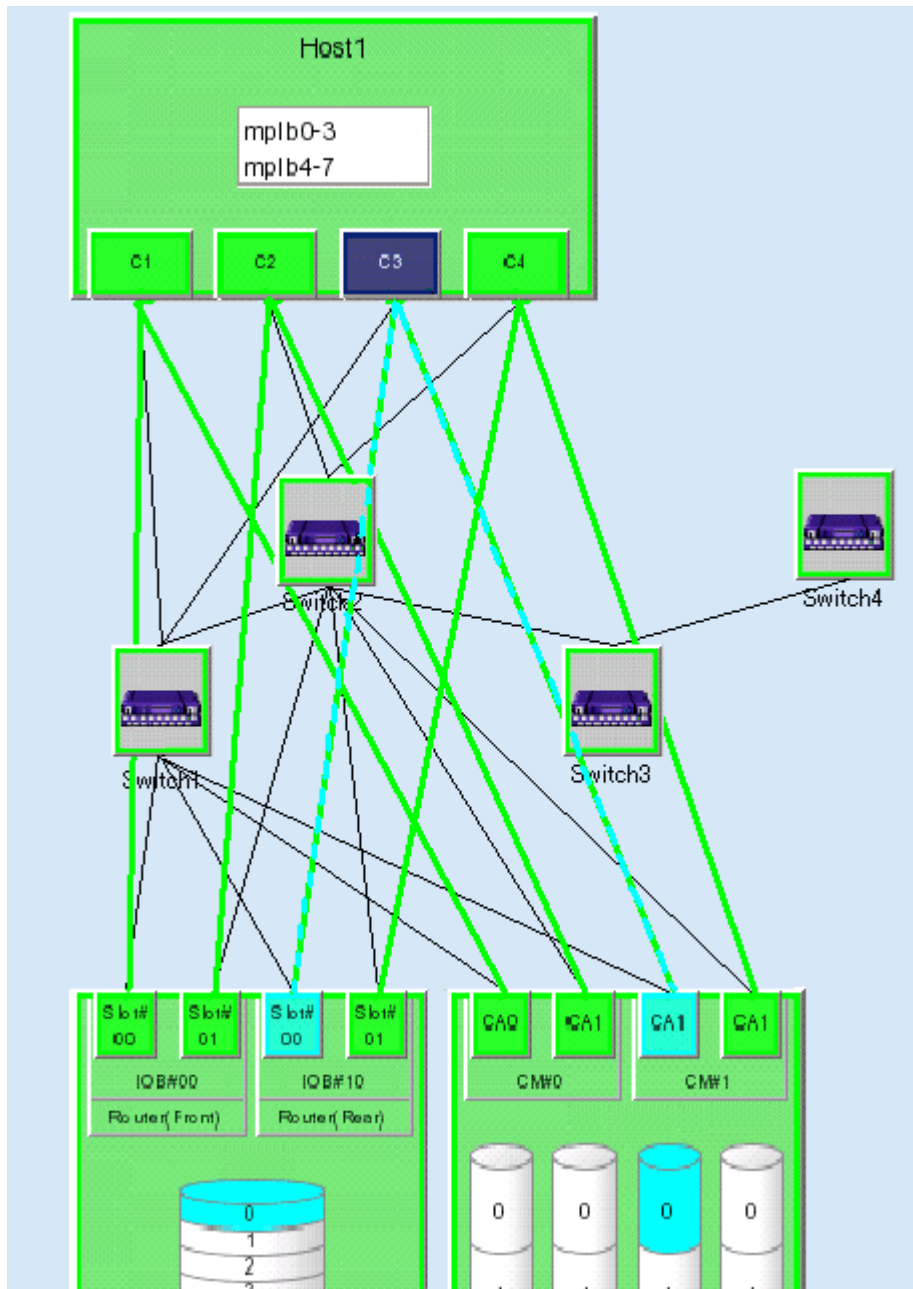 Host1
mplb0-3
mplb4-7
C1 C2 C3 C4
Switch2
Switch4
Switch1
Switch3
Slot# Slot# Slot# Slot#
00 01 00 01
CA0 CA1 CA1 CA1
IOB#00 IOB#10
CM#0 CM#1
Router(Front) Router(Rear)
0 0 0 0 0
1
2